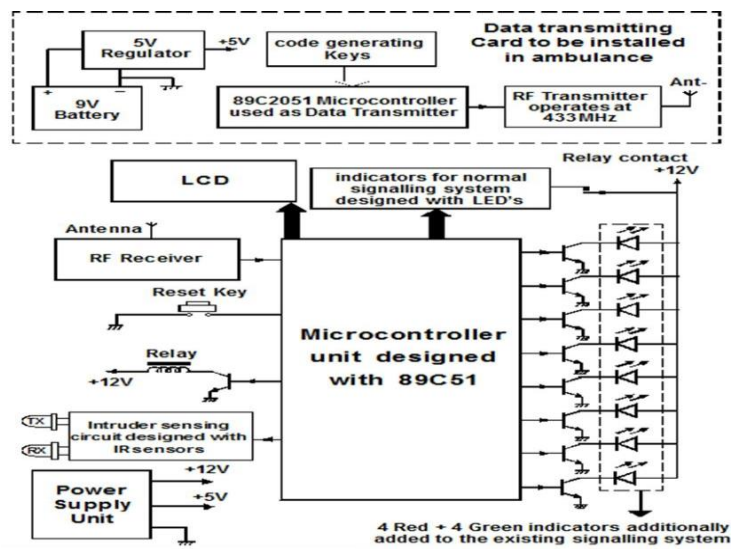 Data transmitting
Card to be installed
in ambulance
5V
Regulator
+5V
code generating
Keys
+ –
9V
Battery
89C2051 Microcontroller
used as Data Transmitter
RF Transmitter
operates at
433MHz
Ant-
Relay contact
+12V
LCD
indicators for normal
signalling system
designed with LED's
Antenna
RF Receiver
Reset Key
Microcontroller
unit designed
with 89C51
Relay
+12V
TX
RX
Intruder sensing
circuit designed with
IR sensors
+12V
+5V
Power
Supply
Unit
4 Red + 4 Green indicators additionally
added to the existing signalling system